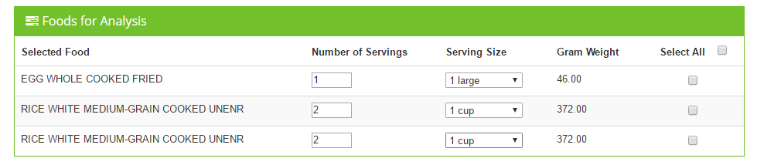 Foods for Analysis
Selected Food Number of Servings Serving Size Gram Weight Select All
EGG WHOLE COOKED FRIED 1 1 large 46.00
RICE WHITE MEDIUM-GRAIN COOKED UNENR 2 1 cup 372.00
RICE WHITE MEDIUM-GRAIN COOKED UNENR 2 1 cup 372.00